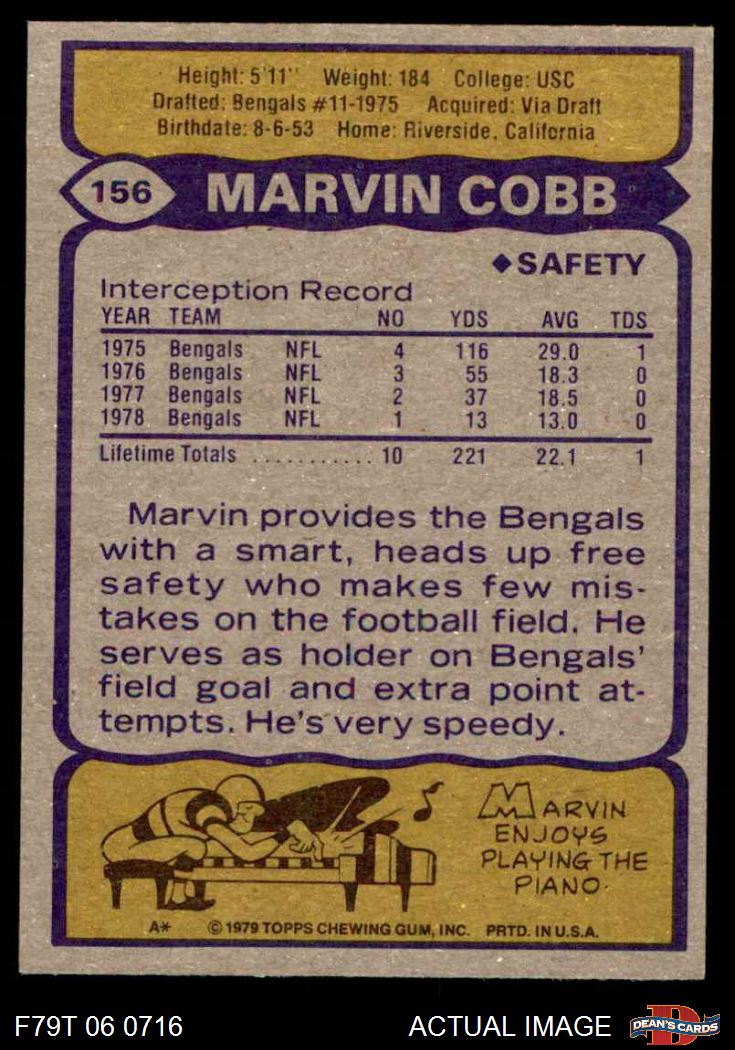 Height: 5'11" Weight: 184 College: USC
Drafted: Bengals #11-1975 Acquired: Via Draft
Birthdate: 8-6-53 Home: Riverside, California
156 MARVIN COBB
◆SAFETY
Interception Record
YEAR TEAM NO YDS AVG TDS
1975 Bengals NFL 4 116 29.0 1
1976 Bengals NFL 3 55 18.3 0
1977 Bengals NFL 2 37 18.5 0
1978 Bengals NFL 1 13 13.0 0
Lifetime Totals ........... 10 221 22.1 1
Marvin provides the Bengals
with a smart, heads up free
safety who makes few mis-
takes on the football field. He
serves as holder on Bengals'
field goal and extra point at-
tempts. He's very speedy.
MARVIN
ENJOYS
PLAYING THE
PIANO.
A* © 1979 TOPPS CHEWING GUM, INC. PRTD. IN U.S.A.
F79T 06 0716 ACTUAL IMAGE D DEAN'S CARDS